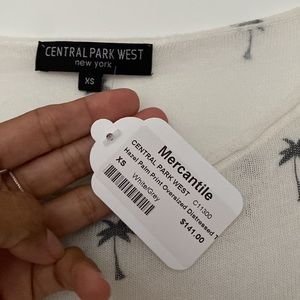 CENTRAL PARK WEST
new york
XS
Mercantile
CENTRAL PARK WEST C11300
Hazel Palm Print Oversized Distressed T
XS
White/Gray
$141.00